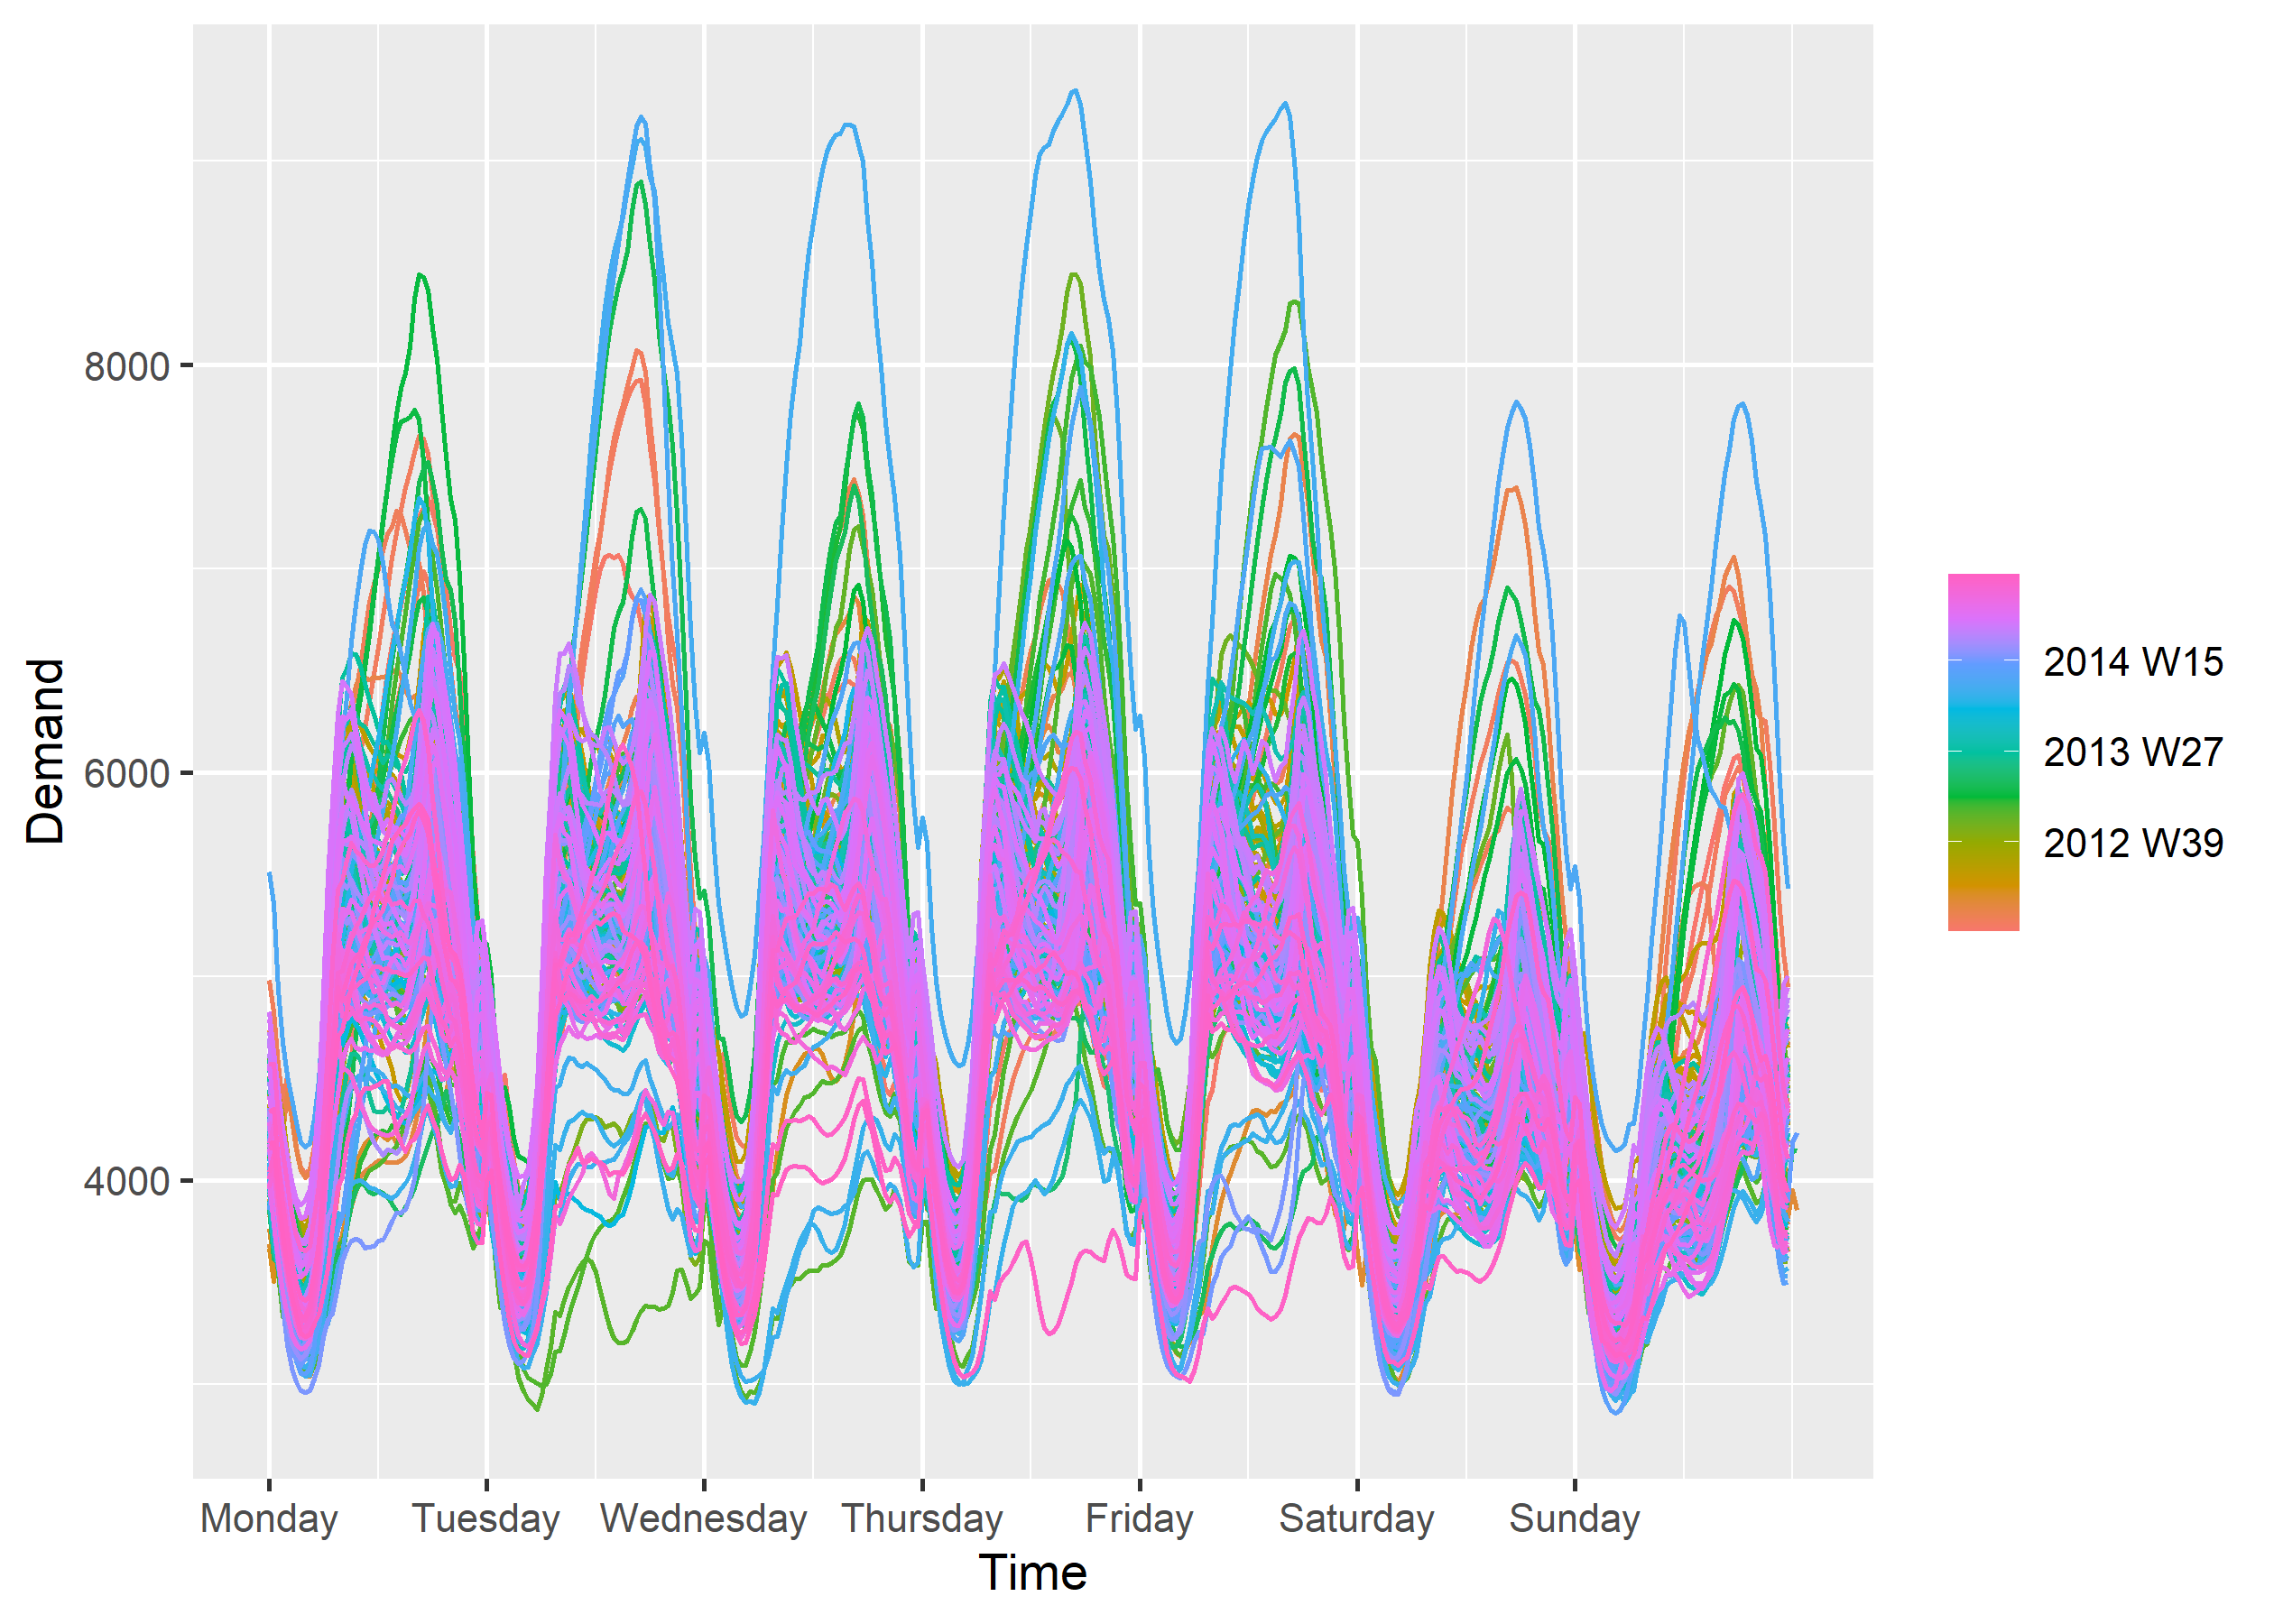 Demand
8000
6000
4000
Monday Tuesday Wednesday Thursday Friday Saturday Sunday
Time
2014 W15
2013 W27
2012 W39